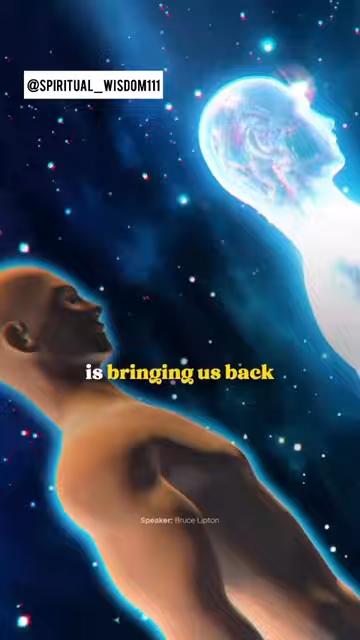 @SPIRITUAL_WISDOM111
is bringing us back
Speaker: Bruce Lipton